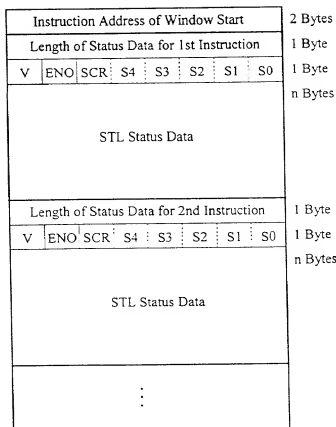 Instruction Address of Window Start 2 Bytes
Length of Status Data for 1st Instruction 1 Byte
V ENO SCR S4 S3 S2 S1 S0 1 Byte
n Bytes
STL Status Data
Length of Status Data for 2nd Instruction 1 Byte
V ENO SCR S4 S3 S2 S1 S0 1 Byte
n Bytes
STL Status Data
⋮